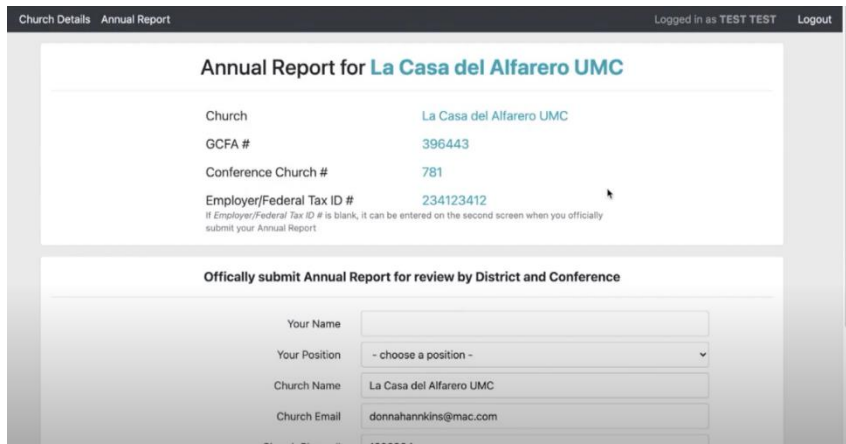 Church Details Annual Report Logged in as TEST TEST Logout
Annual Report for La Casa del Alfarero UMC
Church La Casa del Alfarero UMC
GCFA # 396443
Conference Church # 781
Employer/Federal Tax ID # 234123412
If Employer/Federal Tax ID # is blank, it can be entered on the second screen when you officially
submit your Annual Report
Offically submit Annual Report for review by District and Conference
Your Name
Your Position - choose a position -
Church Name La Casa del Alfarero UMC
Church Email donnahannkins@mac.com